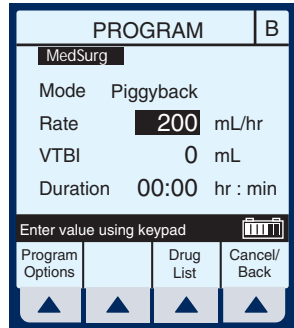 PROGRAM B
MedSurg
Mode Piggyback
Rate 200 mL/hr
VTBI 0 mL
Duration 00:00 hr : min
Enter value using keypad
Program Options
Drug List
Cancel/ Back